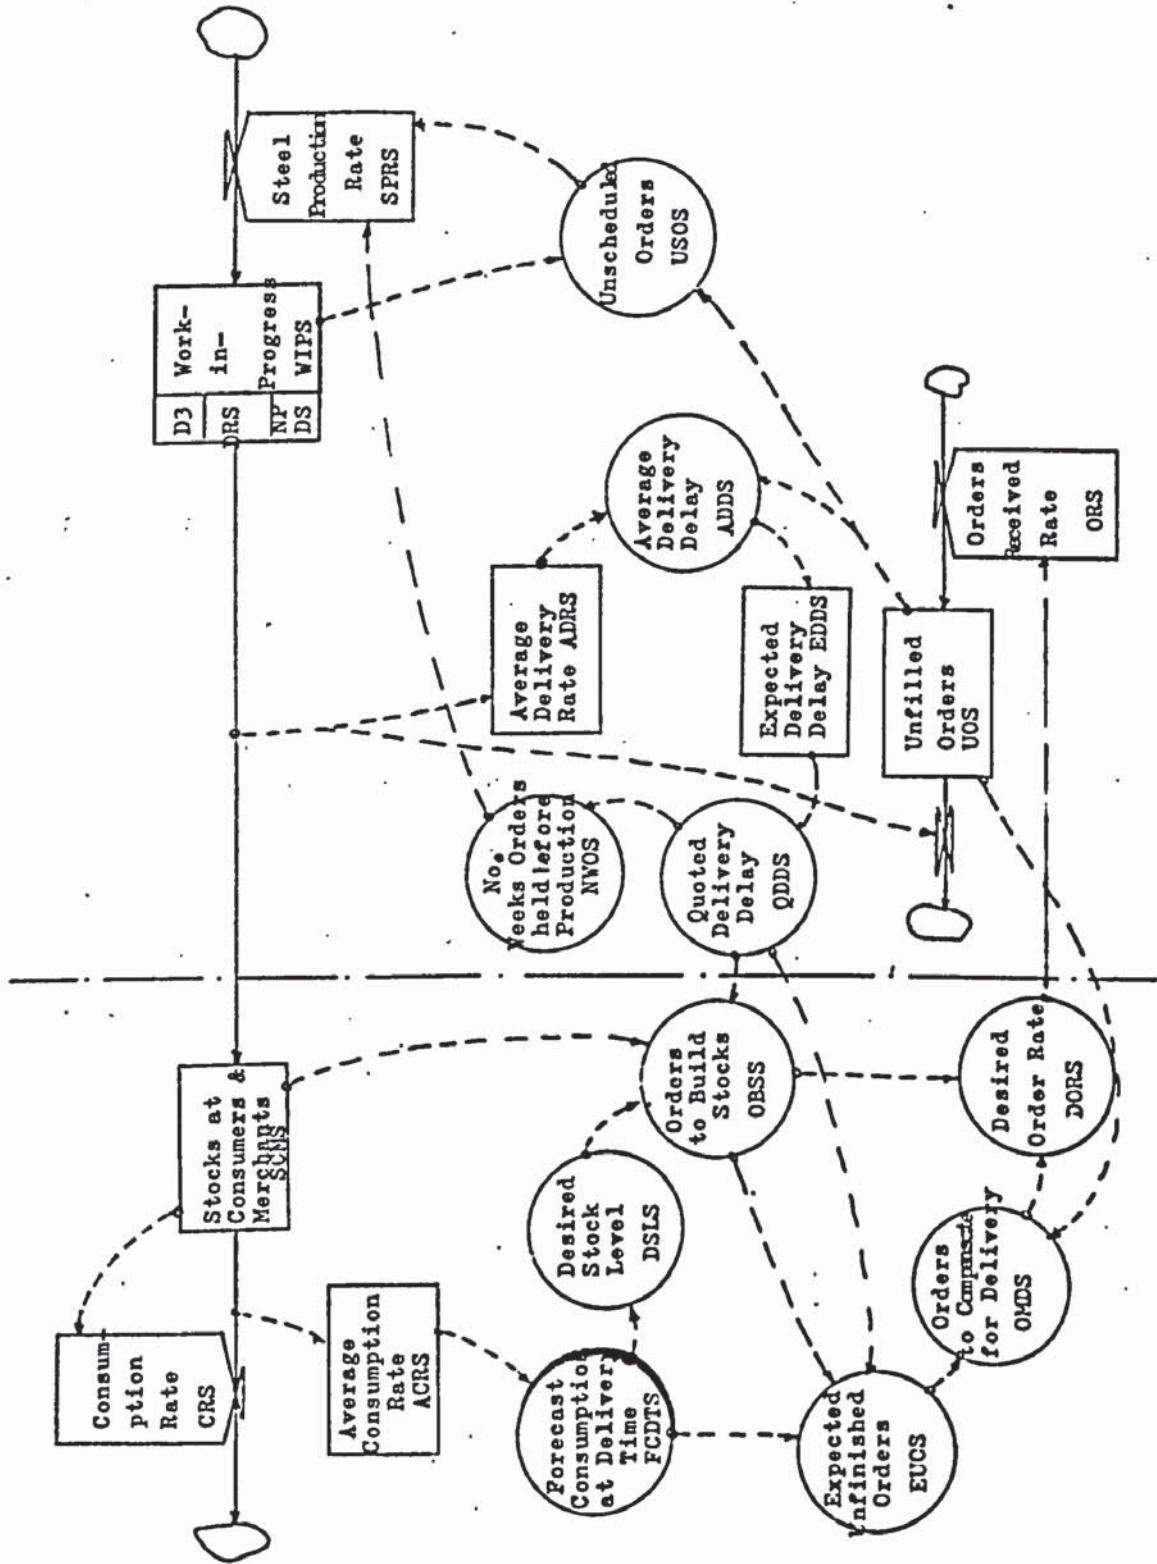 Consum-
ption
Rate
CRS
Stocks at
Consumers &
Merchants
SCMS
D3
DRS
NP
DS
Work-
in-
Progress
WIPS
Steel
Production
Rate
SPRS
Average
Consumption
Rate
ACRS
Forecast
Consumption
at Delivery
Time
FCDTS
Desired
Stock
Level
DSLS
Orders
to Build
Stocks
OBSS
No.
Weeks Orders
held before
Production
NWOS
Quoted
Delivery
Delay
QDDS
Average
Delivery
Rate ADRS
Expected
Delivery
Delay EDDS
Average
Delivery
Delay
ADDS
Unscheduled
Orders
USOS
Expected
Unfinished
Orders
EUCS
Orders
to Compensate
for Delivery
OMDS
Desired
Order Rate
DORS
Unfilled
Orders
UOS
Orders
Received
Rate
ORS